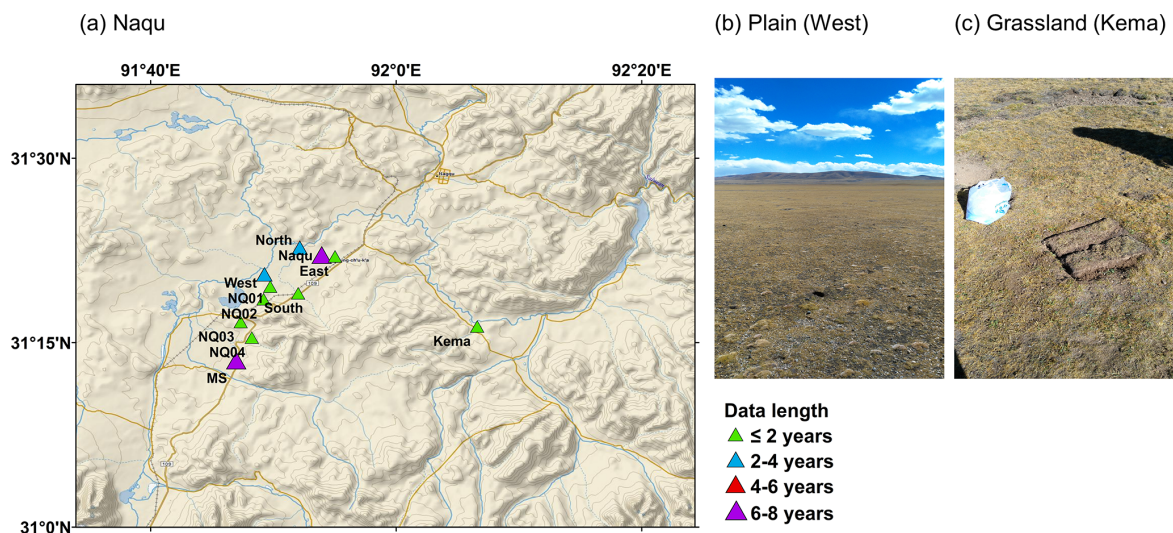 (a) Naqu
(b) Plain (West)
(c) Grassland (Kema)
91°40'E
92°0'E
92°20'E
31°30'N
31°15'N
31°0'N
North
Naqu
East
West
NQ01
South
NQ02
NQ03
NQ04
MS
Kema
Data length
≤ 2 years
2-4 years
4-6 years
6-8 years